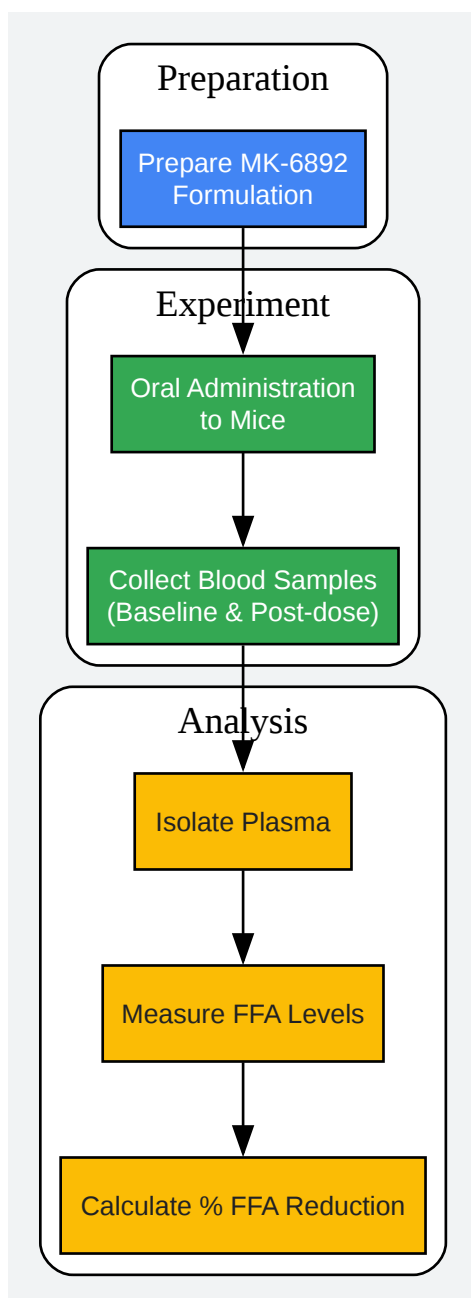 Preparation
Prepare MK-6892
Formulation
Experiment
Oral Administration
to Mice
Collect Blood Samples
(Baseline & Post-dose)
Analysis
Isolate Plasma
Measure FFA Levels
Calculate % FFA Reduction